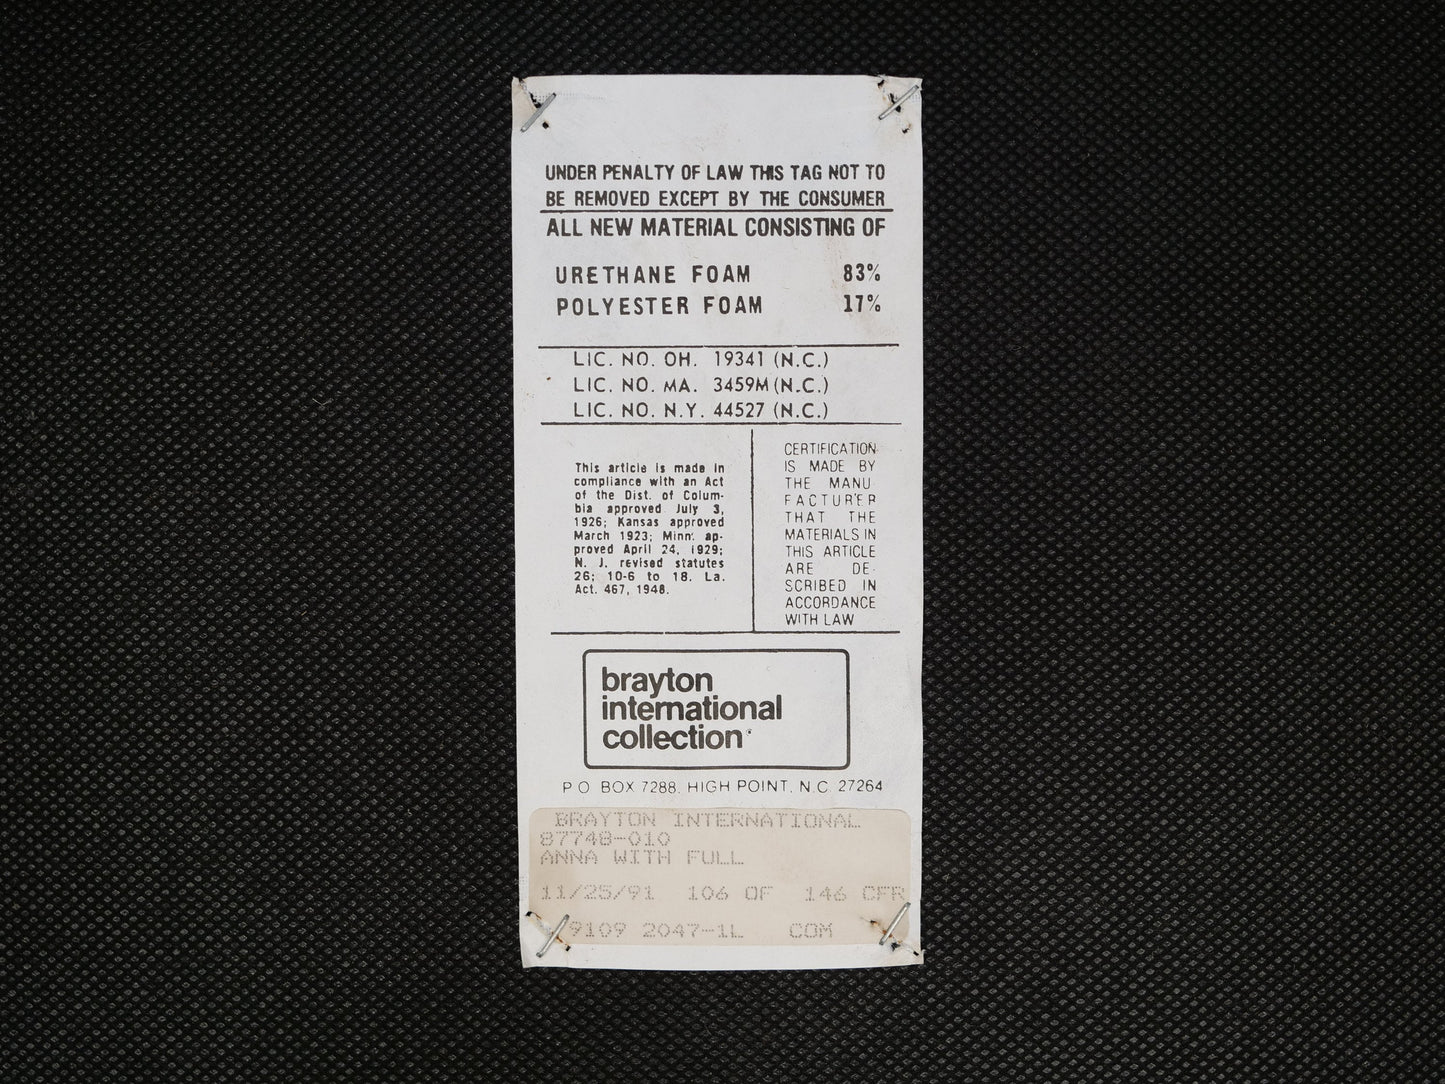 UNDER PENALTY OF LAW THIS TAG NOT TO
BE REMOVED EXCEPT BY THE CONSUMER
ALL NEW MATERIAL CONSISTING OF
URETHANE FOAM 83%
POLYESTER FOAM 17%
LIC. NO. OH. 19341 (N.C.)
LIC. NO. MA. 3459M (N.C.)
LIC. NO. N.Y. 44527 (N.C.)
This article is made in
compliance with an Act
of the Dist. of Colum-
bia approved July 3,
1926; Kansas approved
March 1923; Minn. ap-
proved April 24, 1929;
N. J. revised statutes
26; 10-6 to 18. La.
Act. 467, 1948.
CERTIFICATION
IS MADE BY
THE MANU-
FACTURER
THAT THE
MATERIALS IN
THIS ARTICLE
ARE DE-
SCRIBED IN
ACCORDANCE
WITH LAW
brayton
international
collection
P.O. BOX 7288, HIGH POINT, N.C. 27264
BRAYTON INTERNATIONAL
87748-010
ANNA WITH FULL
11/25/91 106 OF 146 CFR
9109 2047-1L COM